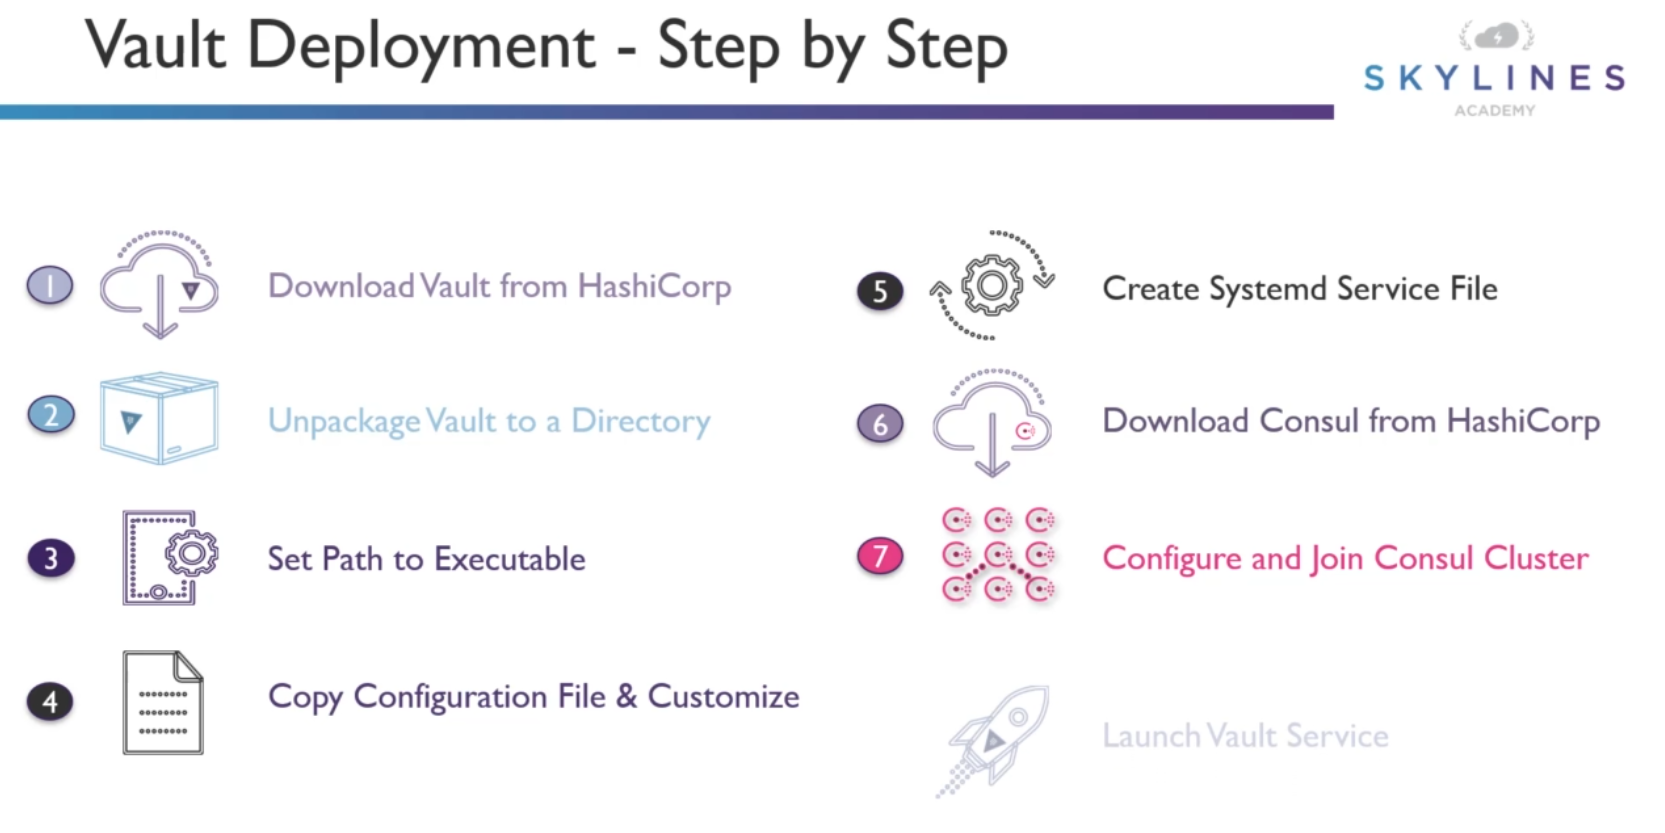 Vault Deployment - Step by Step
SKYLINES
ACADEMY
1 Download Vault from HashiCorp
2 Unpackage Vault to a Directory
3 Set Path to Executable
4 Copy Configuration File & Customize
5 Create Systemd Service File
6 Download Consul from HashiCorp
7 Configure and Join Consul Cluster
Launch Vault Service